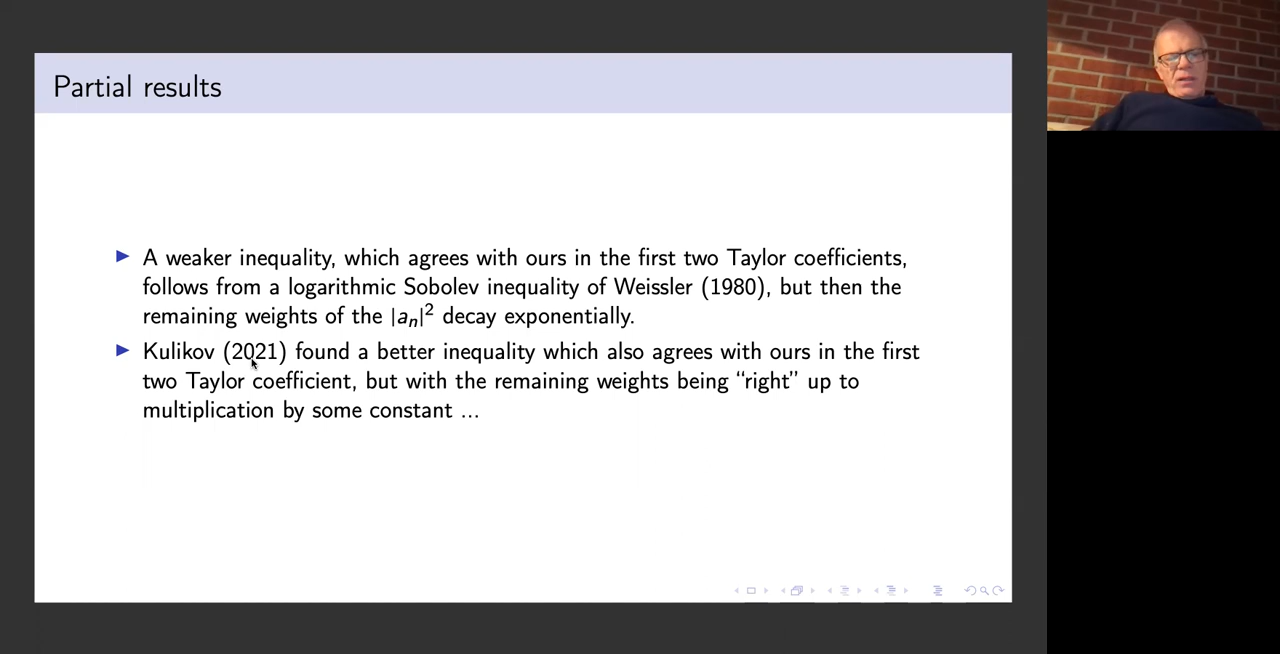 Partial results
▶ A weaker inequality, which agrees with ours in the first two Taylor coefficients,
follows from a logarithmic Sobolev inequality of Weissler (1980), but then the
remaining weights of the |aₙ|² decay exponentially.
▶ Kulikov (2021) found a better inequality which also agrees with ours in the first
two Taylor coefficient, but with the remaining weights being “right” up to
multiplication by some constant ...